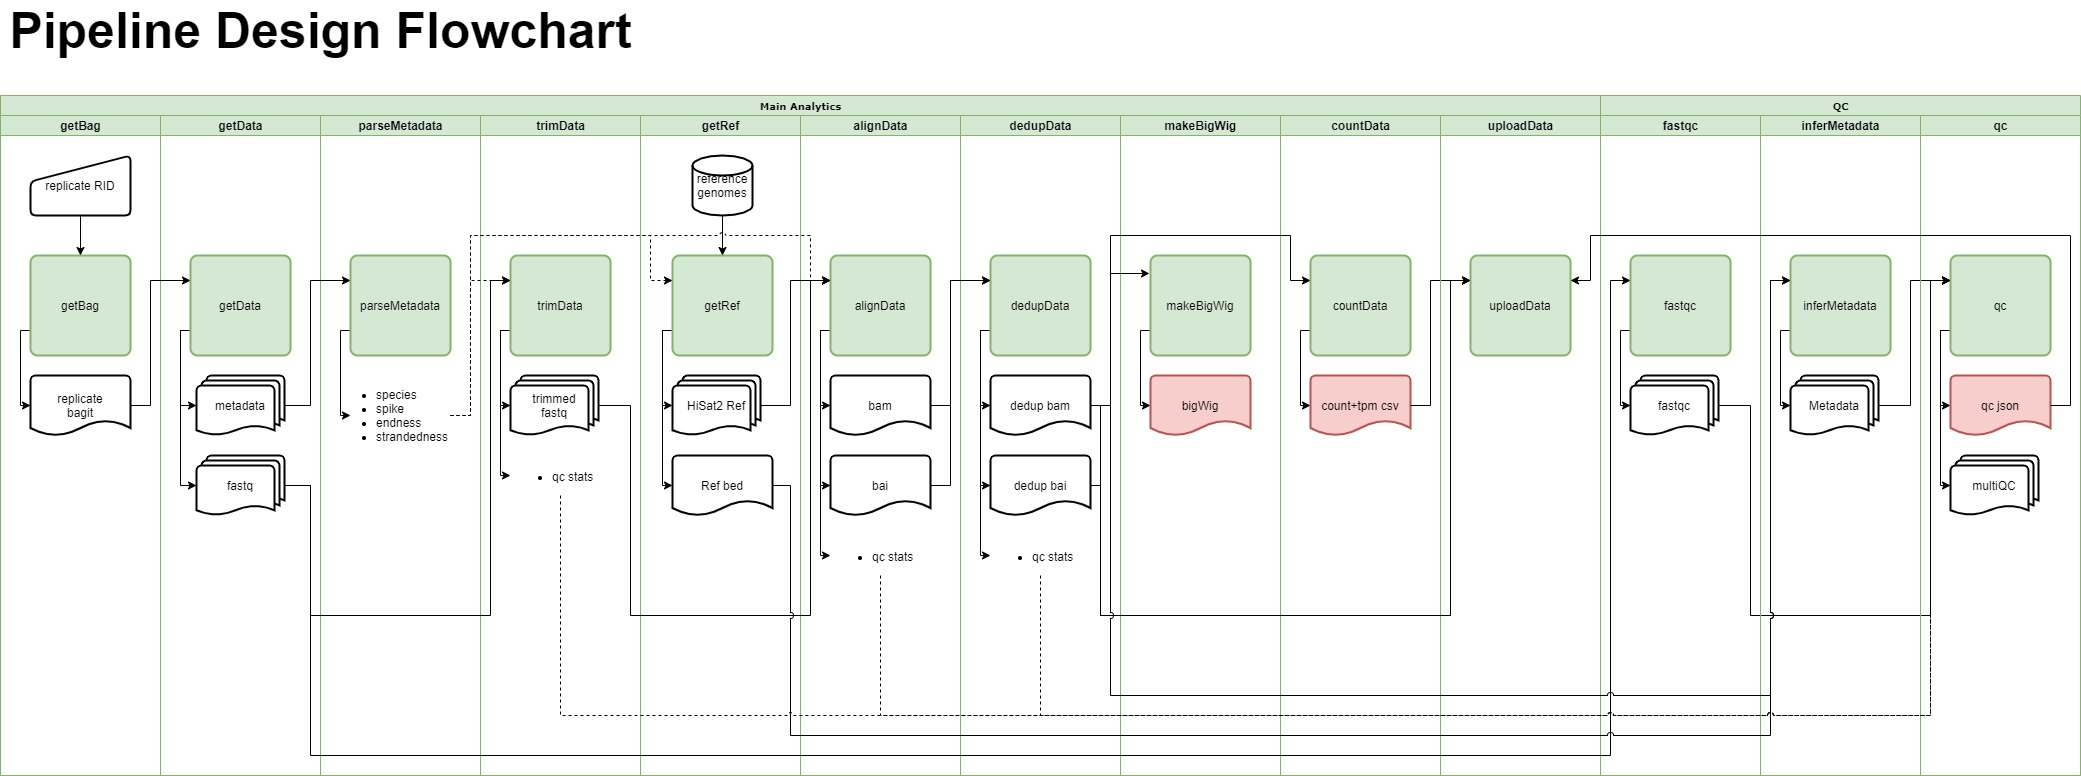 Pipeline Design Flowchart
Main Analytics
QC
getBag
getData
parseMetadata
trimData
getRef
alignData
dedupData
makeBigWig
countData
uploadData
fastqc
inferMetadata
qc
replicate RID
reference
genomes
getBag
getData
parseMetadata
trimData
getRef
alignData
dedupData
makeBigWig
countData
uploadData
fastqc
inferMetadata
qc
replicate
bagit
metadata
fastq
• species
• spike
• endness
• strandedness
trimmed
fastq
• qc stats
HiSat2 Ref
Ref bed
bam
bai
• qc stats
dedup bam
dedup bai
• qc stats
bigWig
count+tpm csv
fastqc
Metadata
qc json
multiQC